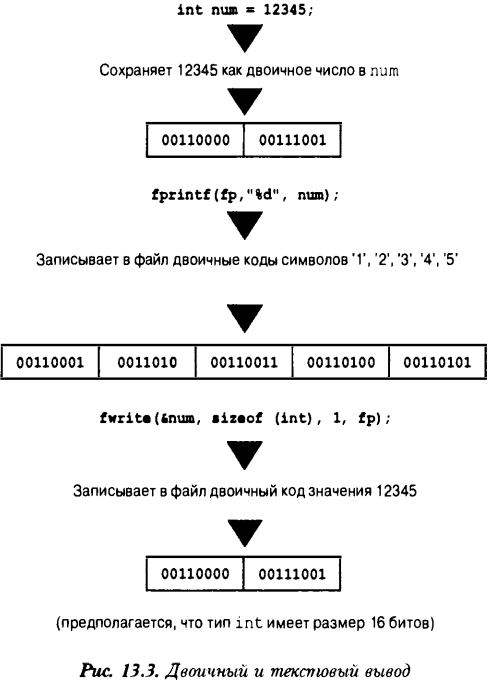 int num = 12345;
Сохраняет 12345 как двоичное число в num
00110000 00111001
fprintf(fp,"%d", num);
Записывает в файл двоичные коды символов '1', '2', '3', '4', '5'
00110001 0011010 00110011 00110100 00110101
fwrite(&num, sizeof (int), 1, fp);
Записывает в файл двоичный код значения 12345
00110000 00111001
(предполагается, что тип int имеет размер 16 битов)
Рис. 13.3. Двоичный и текстовый вывод